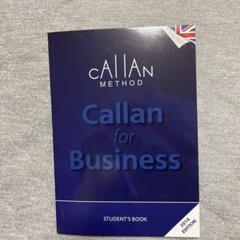 CALLAN
METHOD
Callan
for
Business
STUDENT'S BOOK
2014
EDITION